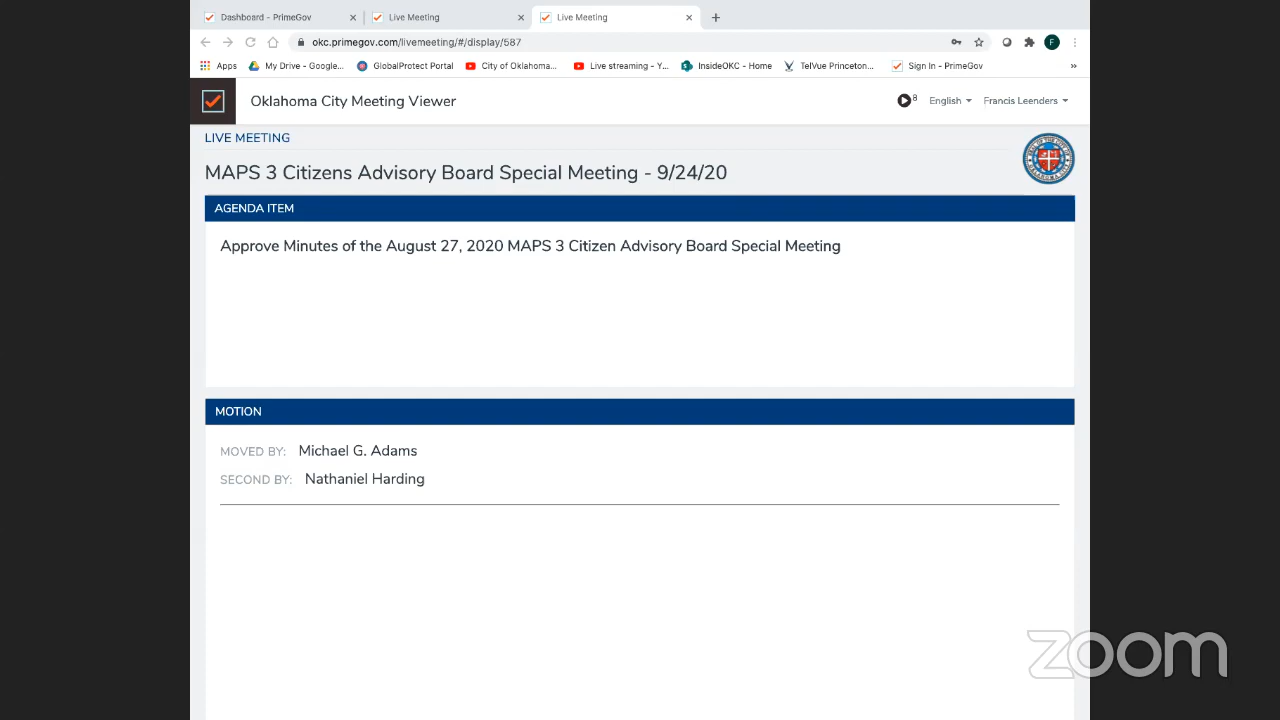 Dashboard - PrimeGov
Live Meeting
Live Meeting
okc.primegov.com/livemeeting/#/display/587
F
Apps
My Drive - Google...
GlobalProtect Portal
City of Oklahoma...
Live streaming - Y...
InsideOKC - Home
TelVue Princeton...
Sign In - PrimeGov
»
Oklahoma City Meeting Viewer
8
English
Francis Leenders
LIVE MEETING
MAPS 3 Citizens Advisory Board Special Meeting - 9/24/20
AGENDA ITEM
Approve Minutes of the August 27, 2020 MAPS 3 Citizen Advisory Board Special Meeting
MOTION
MOVED BY: Michael G. Adams
SECOND BY: Nathaniel Harding
zoom